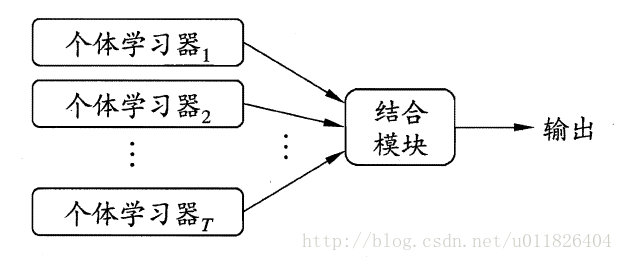 个体学习器1
个体学习器2
个体学习器T
结合
模块
输出
http://blog.csdn.net/u011826404